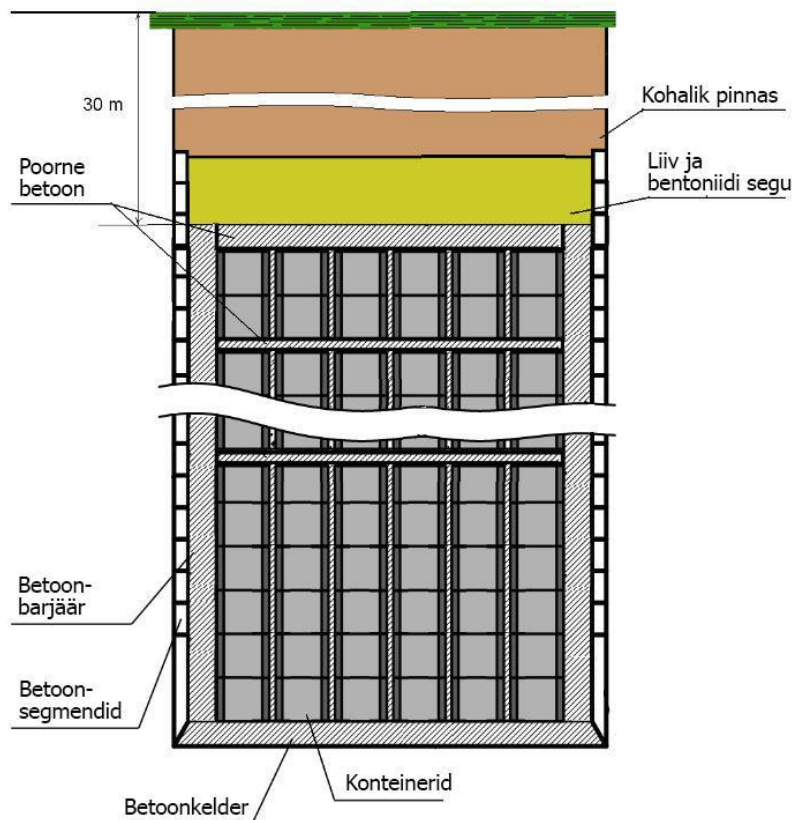 30 m
Kohalik pinnas
Poorne
betoon
Liiv ja
bentoniidi segu
Betoon-
barjäär
Betoon-
segmendid
Konteinerid
Betoonkelder